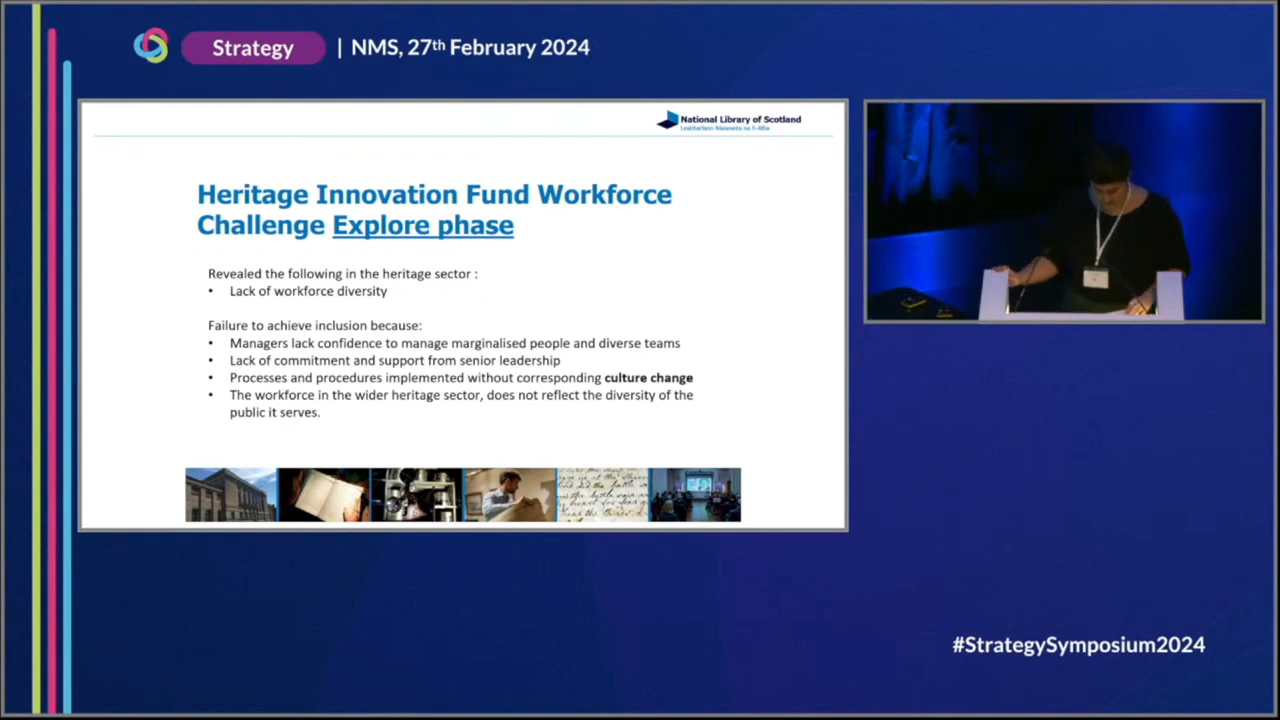 Strategy | NMS, 27th February 2024
National Library of Scotland
Leabharlann Nàiseanta na h-Alba
Heritage Innovation Fund Workforce
Challenge Explore phase
Revealed the following in the heritage sector :
• Lack of workforce diversity
Failure to achieve inclusion because:
• Managers lack confidence to manage marginalised people and diverse teams
• Lack of commitment and support from senior leadership
• Processes and procedures implemented without corresponding culture change
• The workforce in the wider heritage sector, does not reflect the diversity of the
public it serves.
#StrategySymposium2024